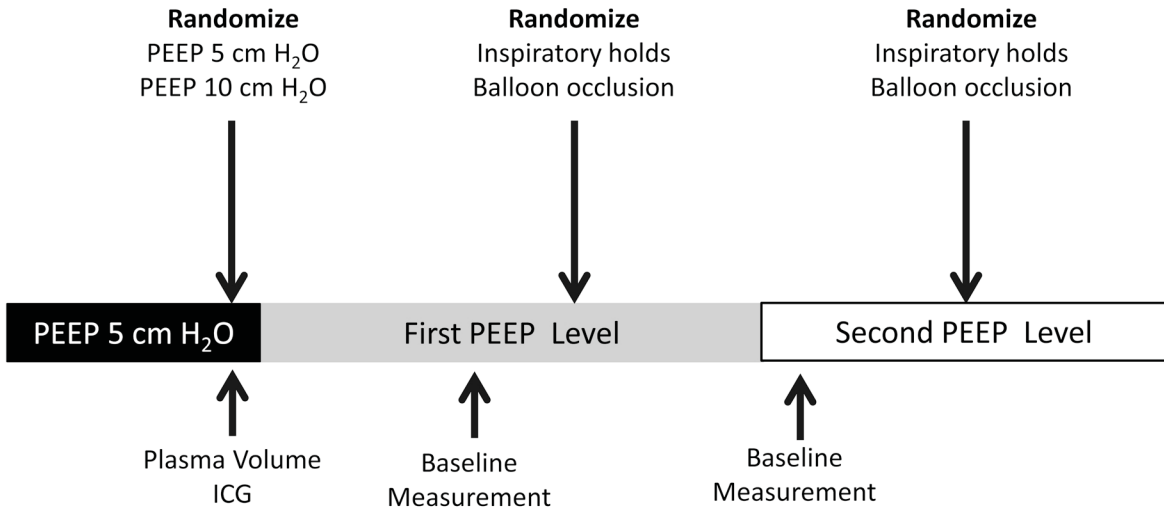 Randomize
PEEP 5 cm H₂O
PEEP 10 cm H₂O
Randomize
Inspiratory holds
Balloon occlusion
Randomize
Inspiratory holds
Balloon occlusion
PEEP 5 cm H₂O
First PEEP Level
Second PEEP Level
Plasma Volume
ICG
Baseline
Measurement
Baseline
Measurement